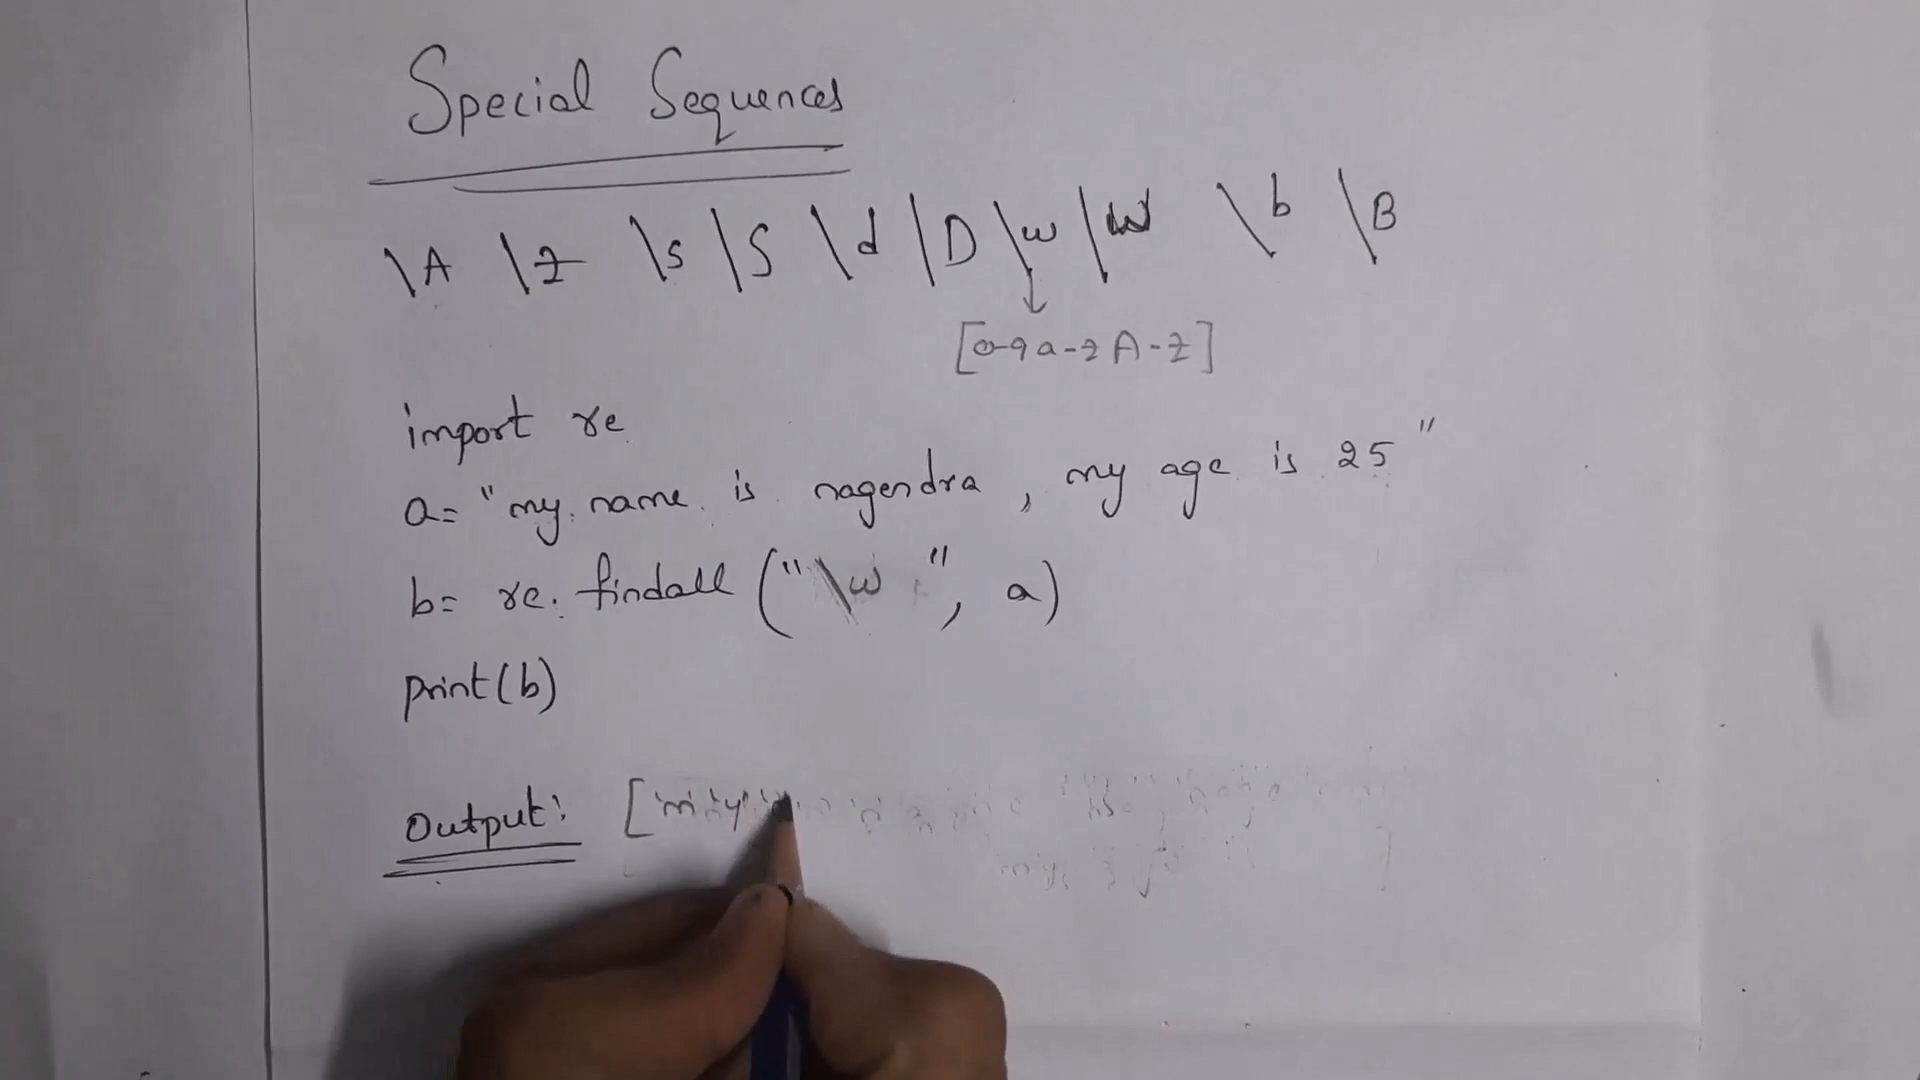 Special Sequences
\A \Z \s \S \d \D \w \W \b \B
[0-9a-zA-Z]
import re
a= "my name is nagendra, my age is 25"
b= re.findall("\w", a)
print(b)
Output: ['m','y',